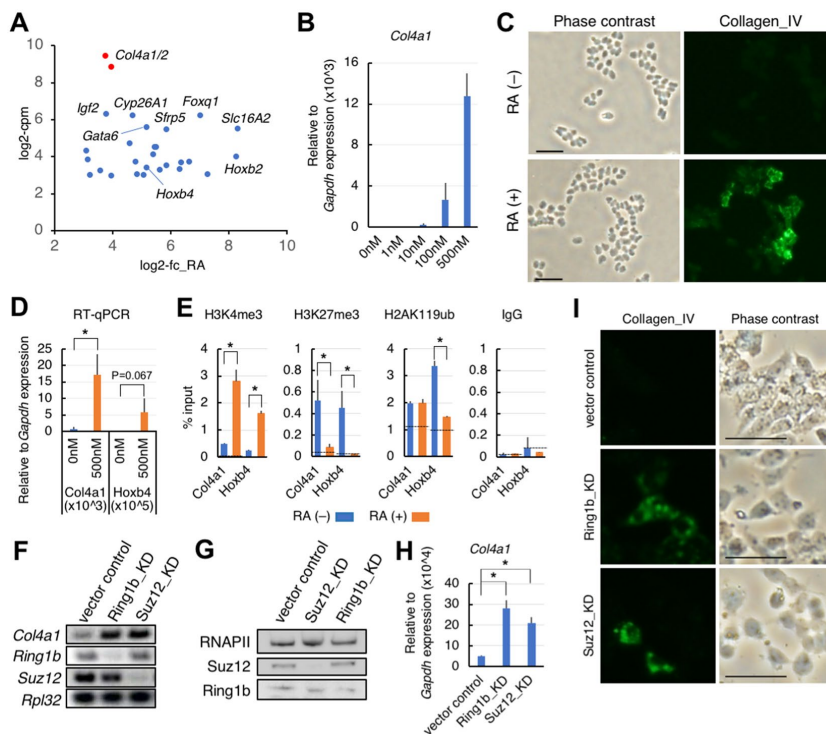 A
10
8
6
4
2
0
2
4
6
8
10
log2-cpm
log2-fc_RA
Col4a1/2
Igf2
Cyp26A1
Foxq1
Sfrp5
Slc16A2
Gata6
Hoxb4
Hoxb2
B
Col4a1
Relative to
Gapdh expression (x10^3)
16
12
8
4
0
0nM
1nM
10nM
100nM
500nM
C
Phase contrast
Collagen_IV
RA (-)
RA (+)
D
RT-qPCR
Relative to Gapdh expression
25
20
15
10
5
0
*
P=0.067
0nM
500nM
0nM
500nM
Col4a1
(x10^3)
Hoxb4
(x10^5)
E
H3K4me3
H3K27me3
H2AK119ub
IgG
% input
4
3
2
1
0
*
*
Col4a1
Hoxb4
1
0.8
0.6
0.4
0.2
0
*
*
Col4a1
Hoxb4
4
3
2
1
0
*
Col4a1
Hoxb4
1
0.8
0.6
0.4
0.2
0
Col4a1
Hoxb4
RA (–)
RA (+)
F
vector control
Ring1b_KD
Suz12_KD
Col4a1
Ring1b
Suz12
Rpl32
G
vector control
Suz12_KD
Ring1b_KD
RNAPII
Suz12
Ring1b
H
Col4a1
Relative to
Gapdh expression (x10^4)
40
30
20
10
0
*
*
vector control
Ring1b_KD
Suz12_KD
I
Collagen_IV
Phase contrast
vector control
Ring1b_KD
Suz12_KD